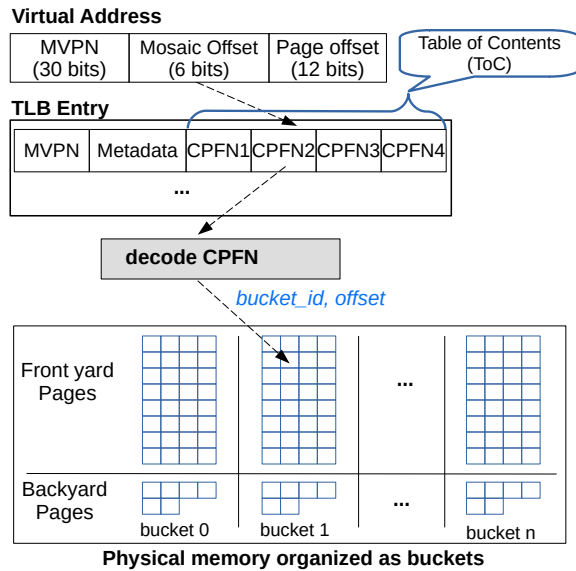 Virtual Address
MVPN
(30 bits)
Mosaic Offset
(6 bits)
Page offset
(12 bits)
Table of Contents
(ToC)
TLB Entry
MVPN
Metadata
CPFN1
CPFN2
CPFN3
CPFN4
...
decode CPFN
bucket_id, offset
Front yard
Pages
...
Backyard
Pages
...
bucket 0
bucket 1
bucket n
Physical memory organized as buckets